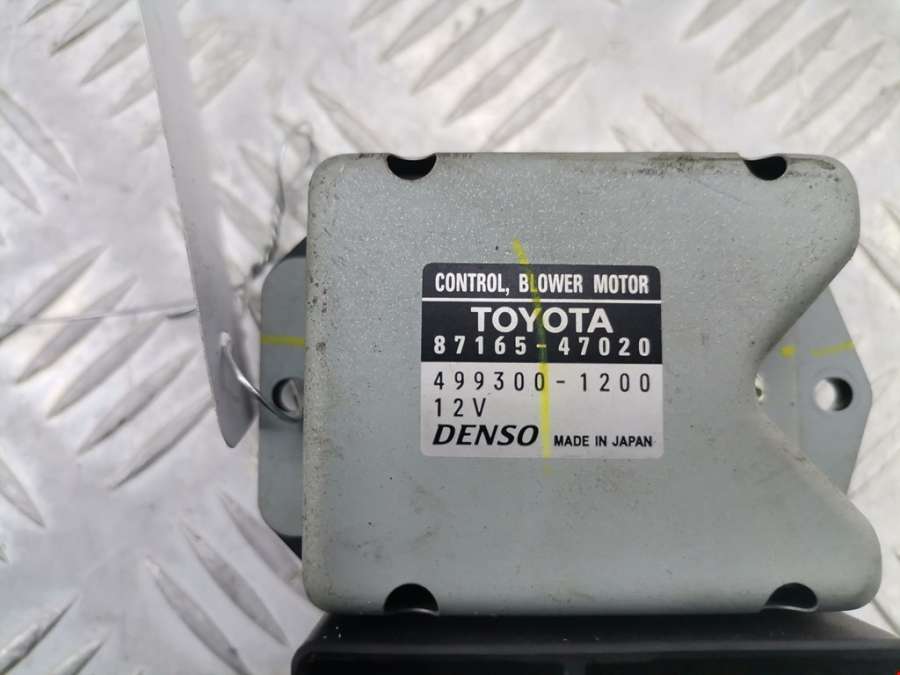 CONTROL, BLOWER MOTOR
TOYOTA
87165-47020
499300-1200
12V
DENSO MADE IN JAPAN